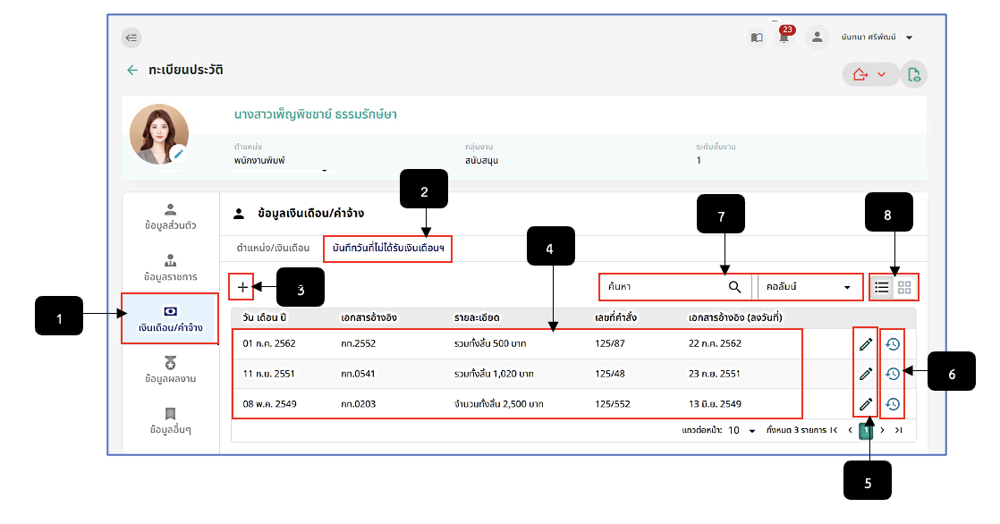 23
นันทนา ศรีพัฒน์
ทะเบียนประวัติ
นางสาวเพ็ญพิชชาย์ ธรรมรักษ์ษา
ตำแหน่ง กลุ่มงาน ระดับชั้นงาน
พนักงานพิมพ์ สนับสนุน 1
2
7
8
ข้อมูลส่วนตัว
ข้อมูลเงินเดือน/ค่าจ้าง
ตำแหน่ง/เงินเดือน บันทึกวันที่ไม่ได้รับเงินเดือนฯ
4
ข้อมูลราชการ
+ 3 ค้นหา คอลัมน์
1
เงินเดือน/ค่าจ้าง
วัน เดือน ปี เอกสารอ้างอิง รายละเอียด เลขที่คำสั่ง เอกสารอ้างอิง (ลงวันที่)
01 ก.ค. 2562 กท.2552 รวมทั้งสิ้น 500 บาท 125/87 22 ก.ค. 2562
11 ก.ย. 2551 กท.0541 รวมทั้งสิ้น 1,020 บาท 125/48 23 ก.ย. 2551
6
ข้อมูลผลงาน
08 พ.ค. 2549 กท.0203 จำนวนทั้งสิ้น 2,500 บาท 125/552 13 มิ.ย. 2549
ข้อมูลอื่นๆ
แถวต่อหน้า: 10 ทั้งหมด 3 รายการ 1
5